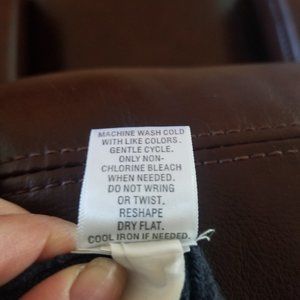 MACHINE WASH COLD
WITH LIKE COLORS.
GENTLE CYCLE.
ONLY NON-
CHLORINE BLEACH
WHEN NEEDED.
DO NOT WRING
OR TWIST.
RESHAPE
DRY FLAT.
COOL IRON IF NEEDED.